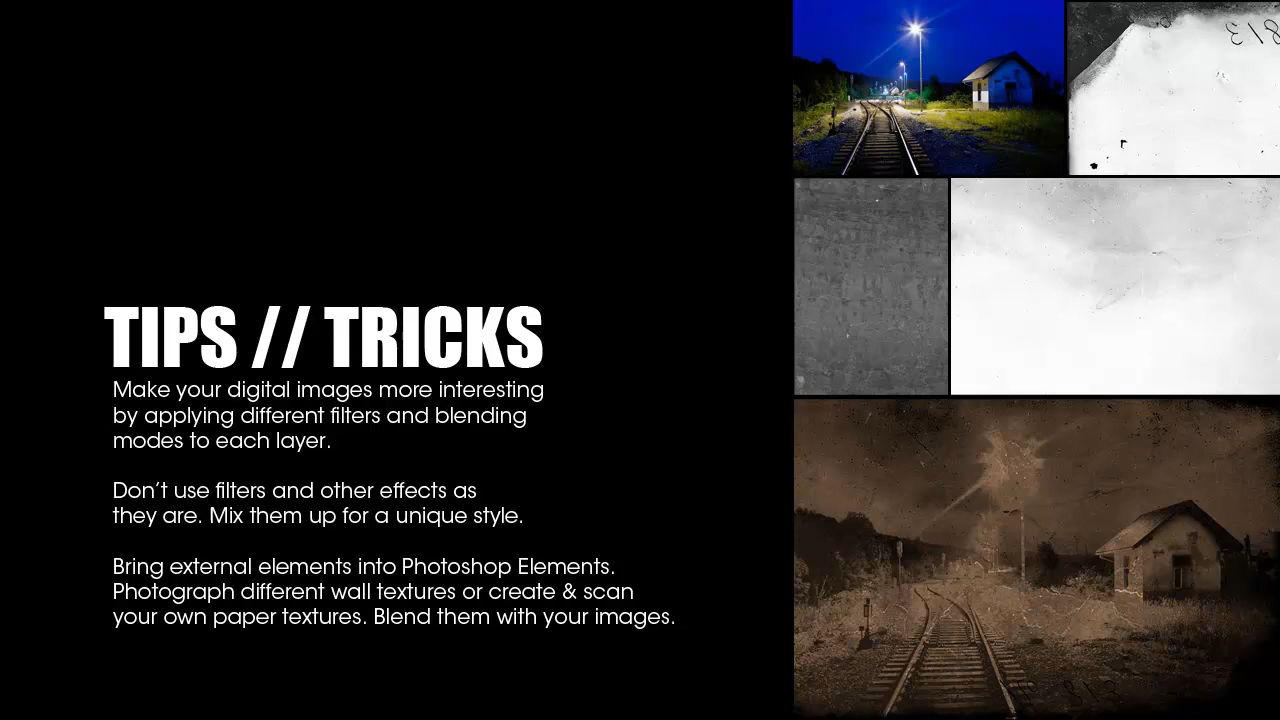 TIPS // TRICKS
Make your digital images more interesting
by applying different filters and blending
modes to each layer.
Don’t use filters and other effects as
they are. Mix them up for a unique style.
Bring external elements into Photoshop Elements.
Photograph different wall textures or create & scan
your own paper textures. Blend them with your images.